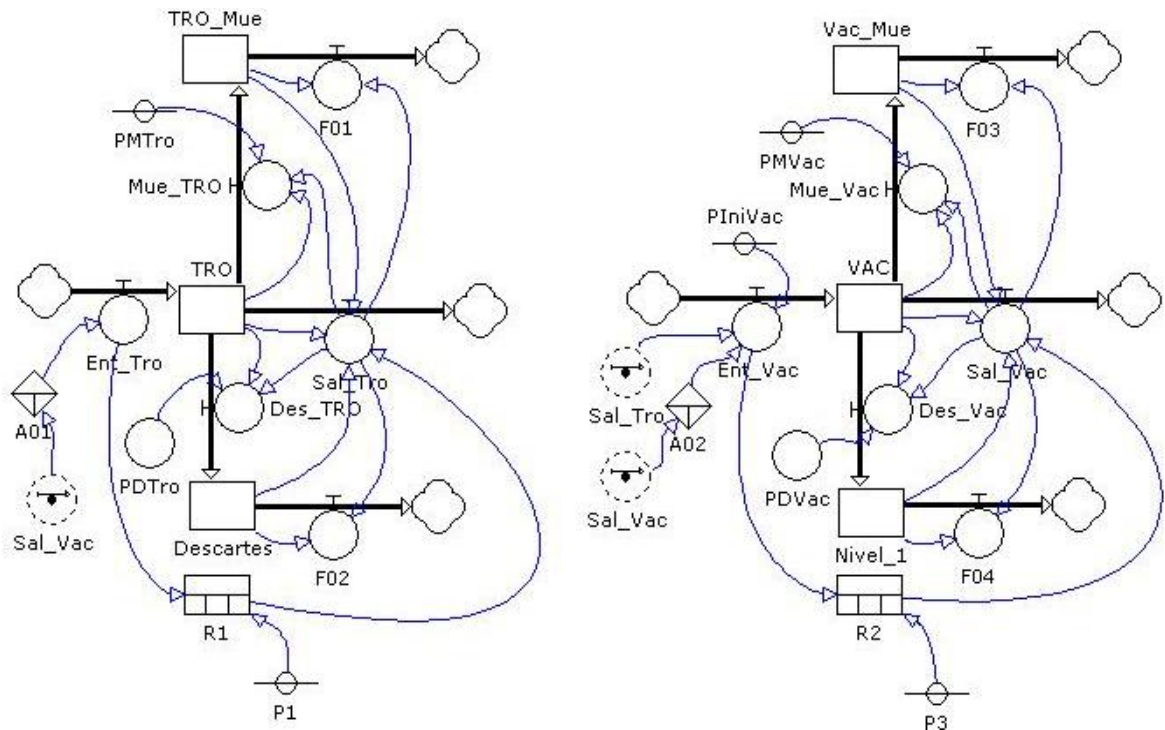 TRO_Mue
F01
PMTro
Mue_TRO
TRO
Ent_Tro
Sal_Tro
A01
Des_TRO
PDTro
Sal_Vac
Descartes
F02
R1
P1
Vac_Mue
F03
PMVac
Mue_Vac
PIniVac
VAC
Ent_Vac
Sal_Vac
Sal_Tro
A02
Des_Vac
PDVac
Sal_Vac
Nivel_1
F04
R2
P3